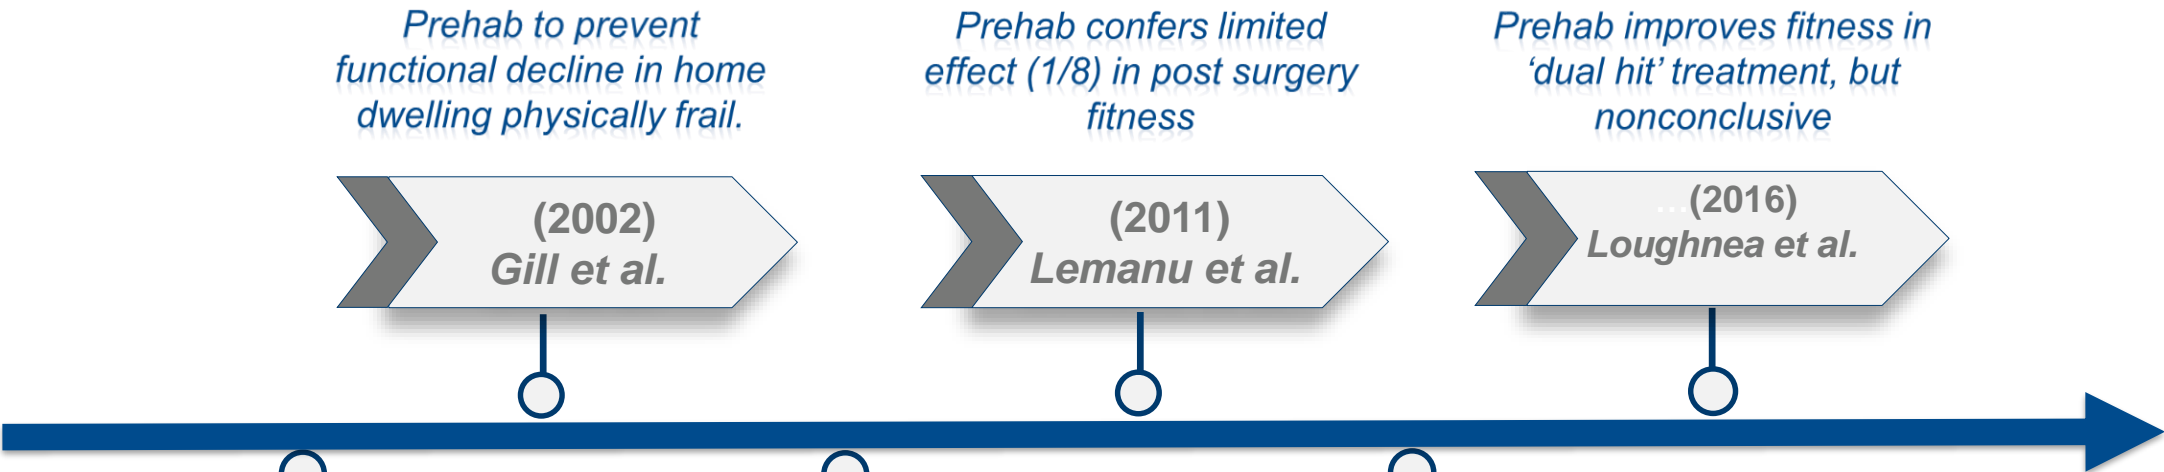 Prehab to prevent
functional decline in home
dwelling physically frail.
(2002)
Gill et al.
Prehab confers limited
effect (1/8) in post surgery
fitness
(2011)
Lemanu et al.
Prehab improves fitness in
‘dual hit’ treatment, but
nonconclusive
...(2016)
Loughnea et al.